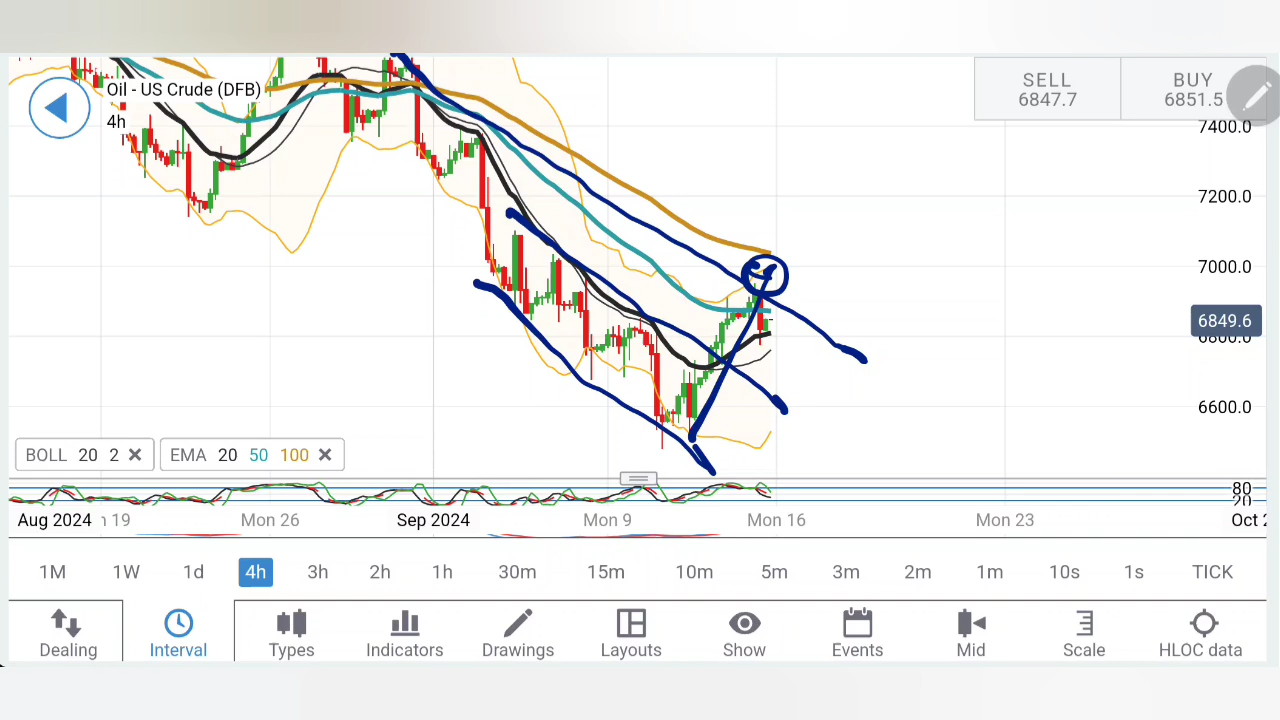 Oil - US Crude (DFB)
4h
SELL
6847.7
BUY
6851.5
7400.0
7200.0
7000.0
6849.6
6800.0
6600.0
BOLL 20 2
EMA 20 50 100
80
20
Aug 2024 n 19 Mon 26 Sep 2024 Mon 9 Mon 16 Mon 23 Oct 2
1M 1W 1d 4h 3h 2h 1h 30m 15m 10m 5m 3m 2m 1m 10s 1s TICK
Dealing Interval Types Indicators Drawings Layouts Show Events Mid Scale HLOC data